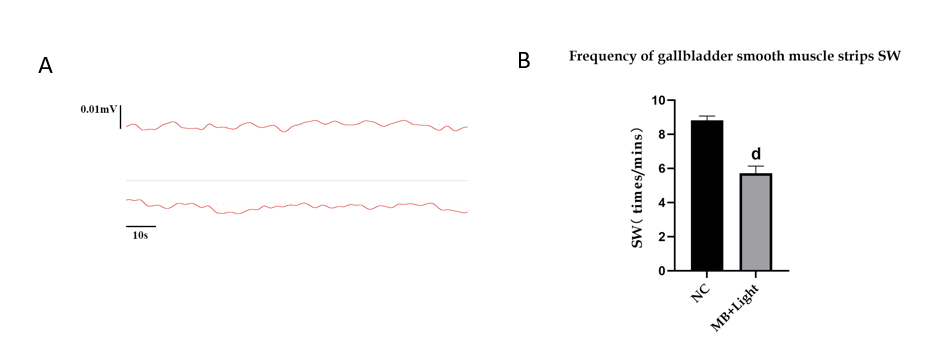 A
0.01mV
10s
B
Frequency of gallbladder smooth muscle strips SW
SW( times/mins)
10
8
6
4
2
0
d
NC
MB+Light